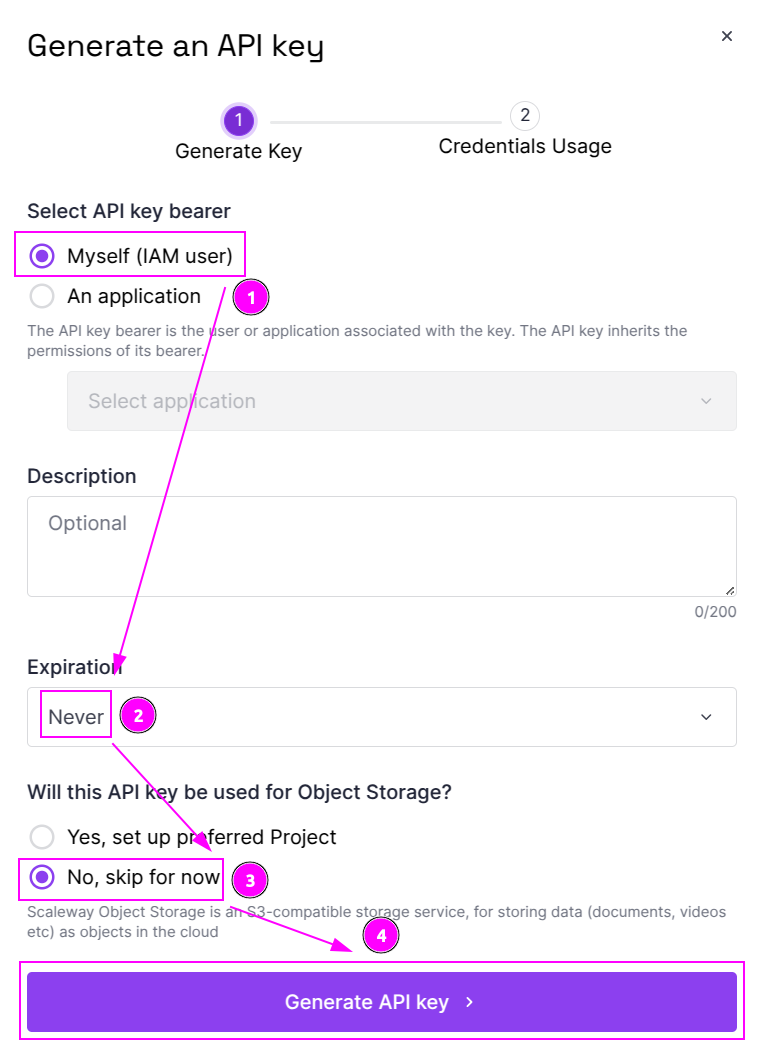 Generate an API key
×
1
2
Generate Key
Credentials Usage
Select API key bearer
Myself (IAM user)
An application
1
The API key bearer is the user or application associated with the key. The API key inherits the
permissions of its bearer.
Select application
Description
Optional
0/200
Expiration
Never
2
Will this API key be used for Object Storage?
Yes, set up preferred Project
No, skip for now
3
Scaleway Object Storage is an S3-compatible storage service, for storing data (documents, videos
etc) as objects in the cloud
4
Generate API key ›